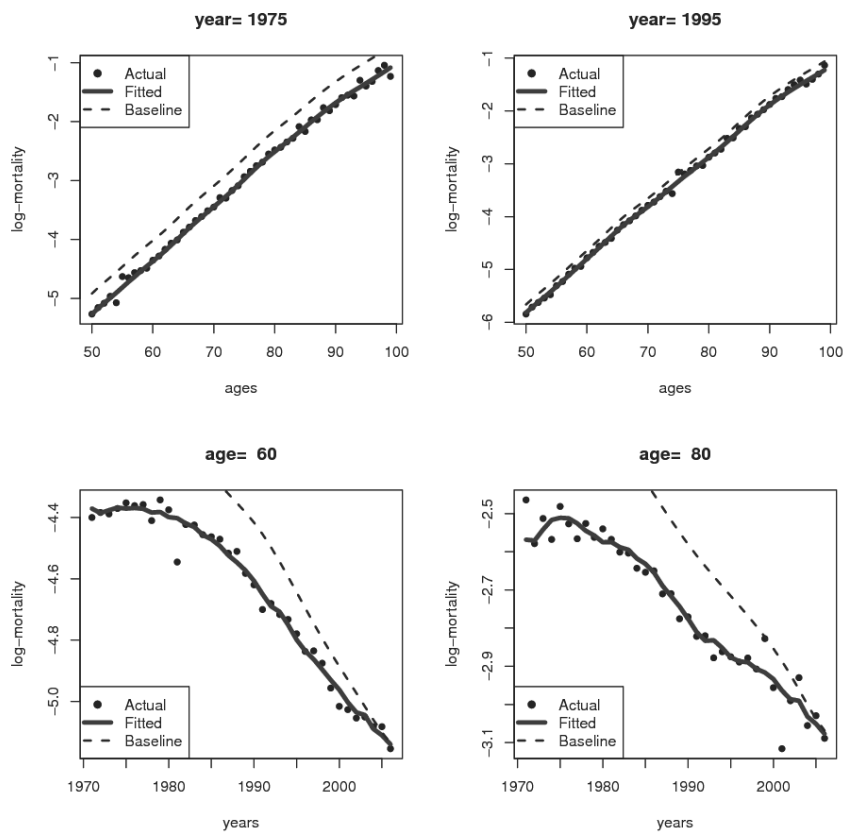 year= 1975
−1
−2
−3
−4
−5
log−mortality
Actual
Fitted
Baseline
50 60 70 80 90 100
ages
year= 1995
−1
−2
−3
−4
−5
−6
log−mortality
Actual
Fitted
Baseline
50 60 70 80 90 100
ages
age=  60
−4.4
−4.6
−4.8
−5.0
log−mortality
Actual
Fitted
Baseline
1970 1980 1990 2000
years
age=  80
−2.5
−2.7
−2.9
−3.1
log−mortality
Actual
Fitted
Baseline
1970 1980 1990 2000
years